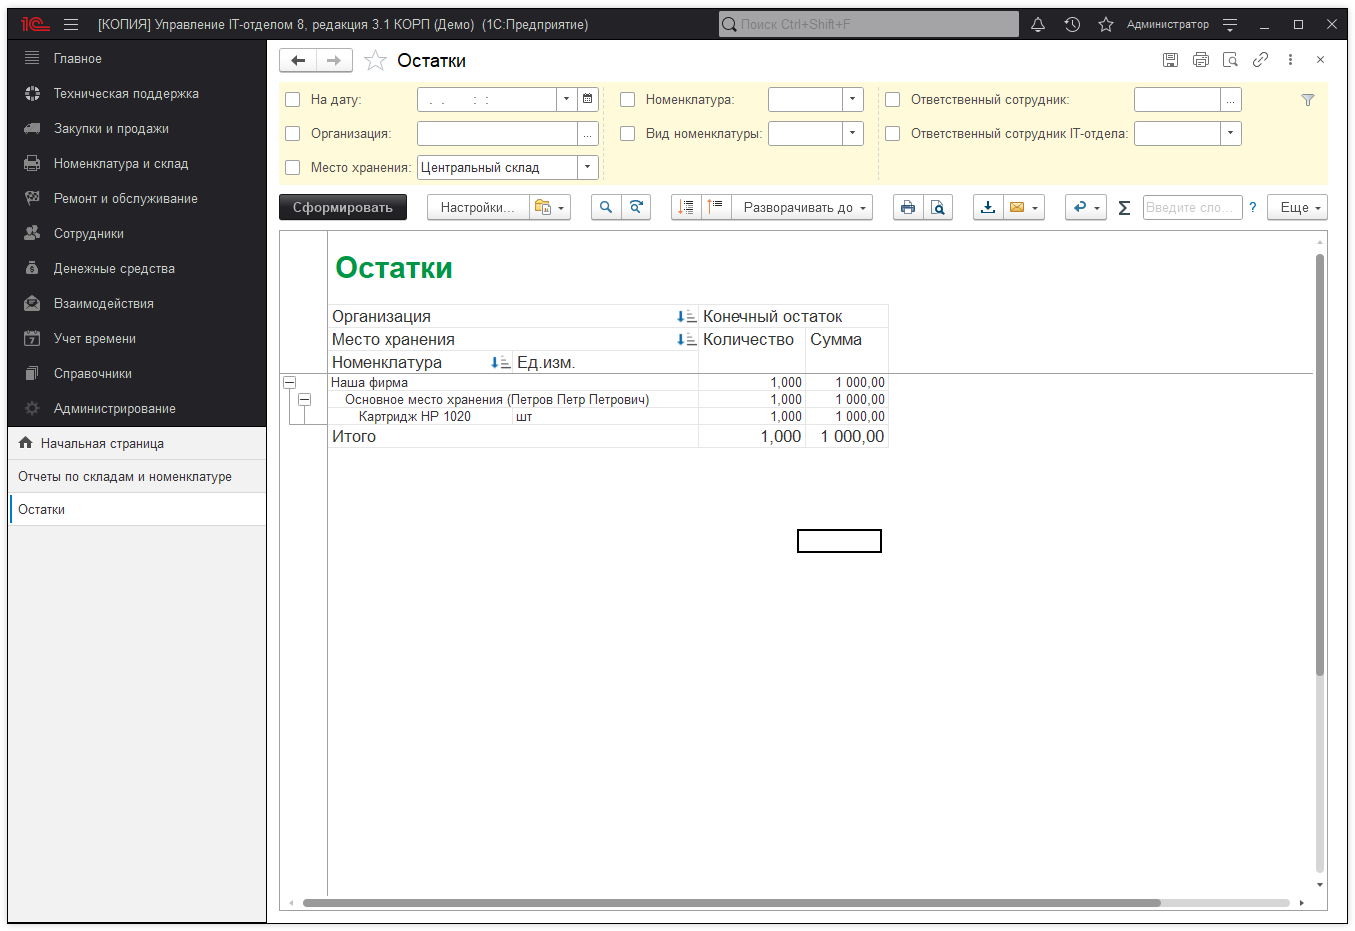 [КОПИЯ] Управление IT-отделом 8, редакция 3.1 КОРП (Демо) (1С:Предприятие)
Поиск Ctrl+Shift+F
Администратор
Главное
Техническая поддержка
Закупки и продажи
Номенклатура и склад
Ремонт и обслуживание
Сотрудники
Денежные средства
Взаимодействия
Учет времени
Справочники
Администрирование
Начальная страница
Отчеты по складам и номенклатуре
Остатки
Остатки
На дату: . . : :
Номенклатура:
Ответственный сотрудник:
Организация:
Вид номенклатуры:
Ответственный сотрудник IT-отдела:
Место хранения: Центральный склад
Сформировать
Настройки...
Разворачивать до
Σ
Введите сло...
?
Еще
Остатки
Организация Конечный остаток
Место хранения Количество Сумма
Номенклатура Ед.изм.
Наша фирма 1,000 1 000,00
Основное место хранения (Петров Петр Петрович) 1,000 1 000,00
Картридж HP 1020 шт 1,000 1 000,00
Итого 1,000 1 000,00